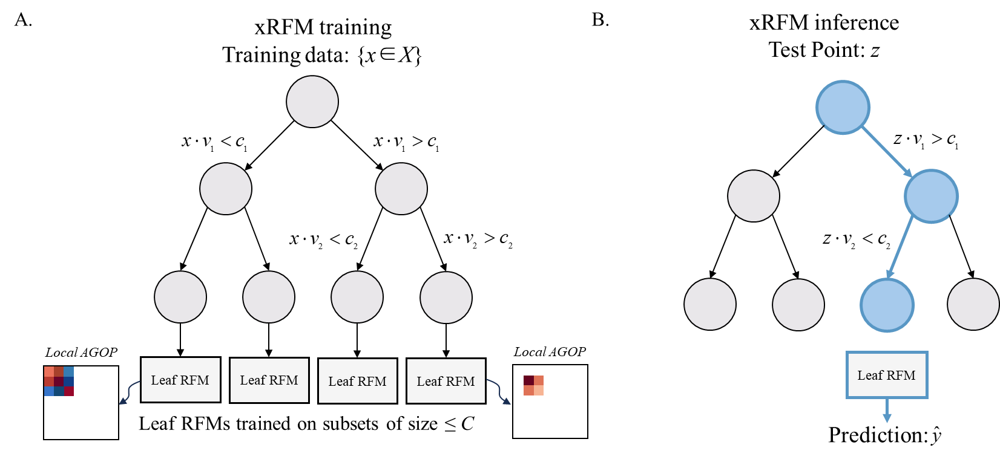 A.
xRFM training
Training data: {x ∈ X}
x · v₁ < c₁
x · v₁ > c₁
x · v₂ < c₂
x · v₂ > c₂
Local AGOP
Leaf RFM
Leaf RFM
Leaf RFM
Leaf RFM
Local AGOP
Leaf RFMs trained on subsets of size ≤ C
B.
xRFM inference
Test Point: z
z · v₁ > c₁
z · v₂ < c₂
Leaf RFM
Prediction: ŷ